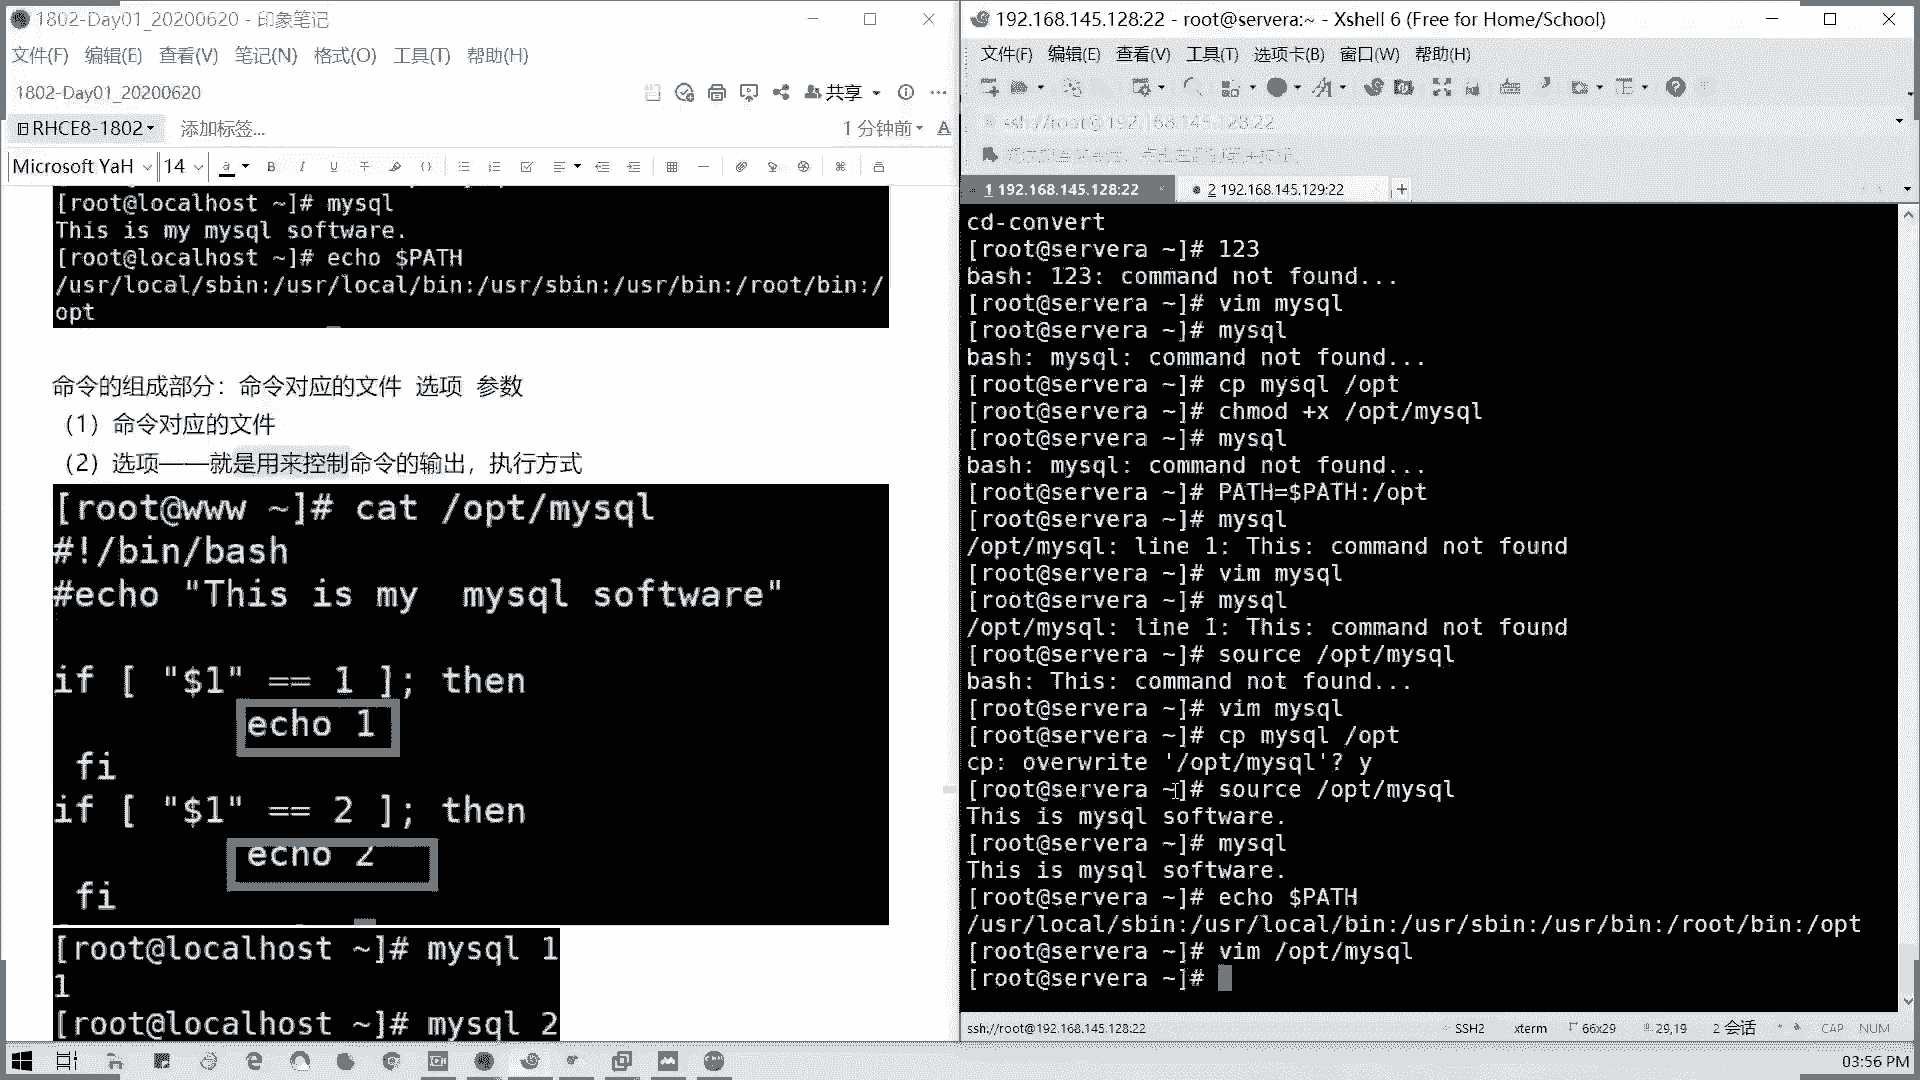 1802-Day01_20200620 - 印象笔记
文件(F) 编辑(E) 查看(V) 笔记(N) 格式(O) 工具(T) 帮助(H)
1802-Day01_20200620
共享
RHCE8-1802
添加标签...
1 分钟前
Microsoft YaH
14
[root@localhost ~]# mysql
This is my mysql software.
[root@localhost ~]# echo $PATH
/usr/local/sbin:/usr/local/bin:/usr/sbin:/usr/bin:/root/bin:/
opt
命令的组成部分：命令对应的文件 选项 参数
（1）命令对应的文件
（2）选项——就是用来控制命令的输出，执行方式
[root@www ~]# cat /opt/mysql
#!/bin/bash
#echo "This is my  mysql software"
if [ "$1" == 1 ]; then
echo 1
fi
if [ "$1" == 2 ]; then
echo 2
fi
[root@localhost ~]# mysql 1
1
[root@localhost ~]# mysql 2
192.168.145.128:22 - root@servera:~ - Xshell 6 (Free for Home/School)
文件(F) 编辑(E) 查看(V) 工具(T) 选项卡(B) 窗口(W) 帮助(H)
ssh://root@192.168.145.128:22
1 192.168.145.128:22
2 192.168.145.129:22
cd-convert
[root@servera ~]# 123
bash: 123: command not found...
[root@servera ~]# vim mysql
[root@servera ~]# mysql
bash: mysql: command not found...
[root@servera ~]# cp mysql /opt
[root@servera ~]# chmod +x /opt/mysql
[root@servera ~]# mysql
bash: mysql: command not found...
[root@servera ~]# PATH=$PATH:/opt
[root@servera ~]# mysql
/opt/mysql: line 1: This: command not found
[root@servera ~]# vim mysql
[root@servera ~]# mysql
/opt/mysql: line 1: This: command not found
[root@servera ~]# source /opt/mysql
bash: This: command not found...
[root@servera ~]# vim mysql
[root@servera ~]# cp mysql /opt
cp: overwrite '/opt/mysql'? y
[root@servera ~]# source /opt/mysql
This is mysql software.
[root@servera ~]# mysql
This is mysql software.
[root@servera ~]# echo $PATH
/usr/local/sbin:/usr/local/bin:/usr/sbin:/usr/bin:/root/bin:/opt
[root@servera ~]# vim /opt/mysql
[root@servera ~]#
ssh://root@192.168.145.128:22 SSH2 xterm 66x29 29,19 2 会话 CAP NUM
03:56 PM